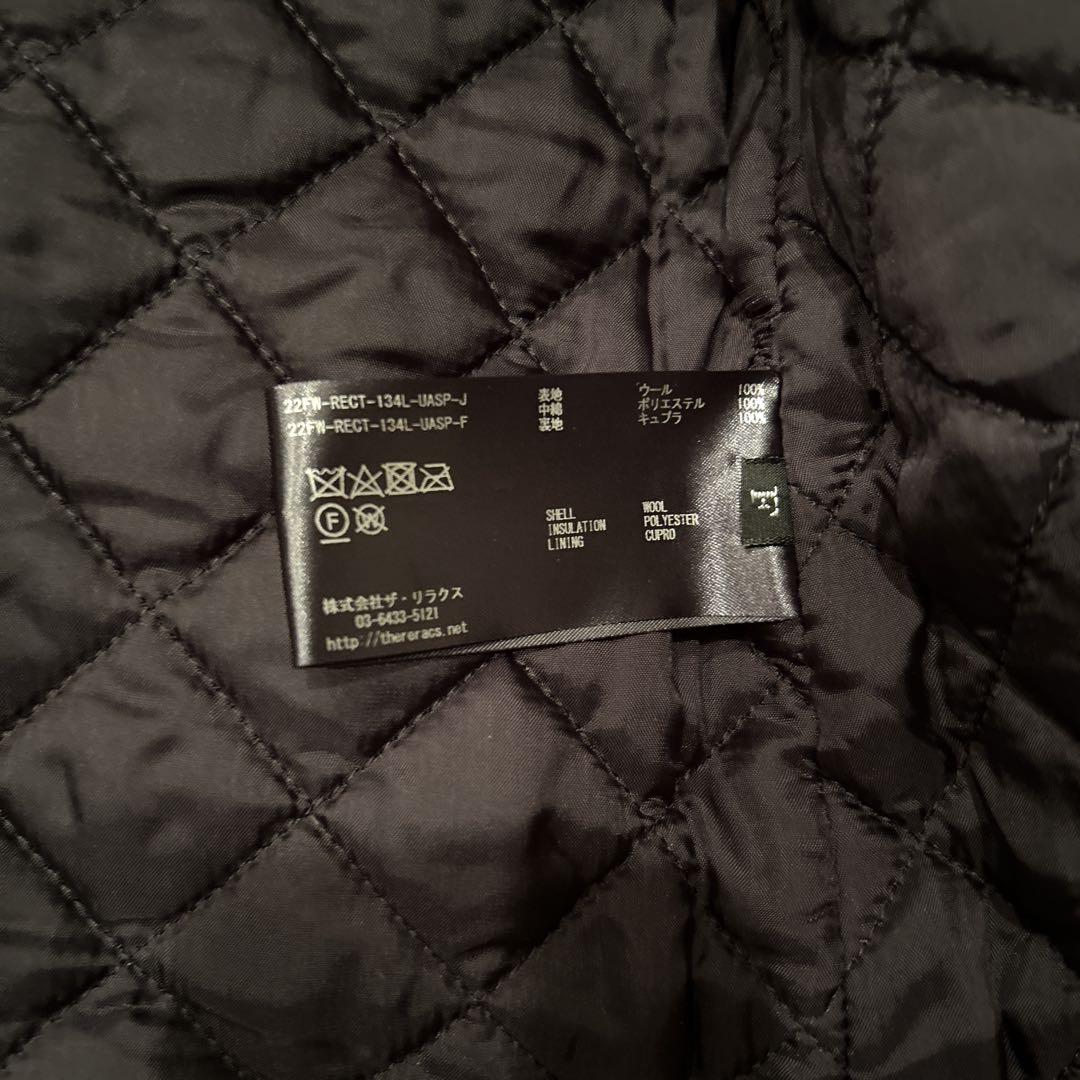 22FW-RECT-134L-UASP-J
22FW-RECT-134L-UASP-F
表地 ウール 100%
中綿 ポリエステル 100%
裏地 キュプラ 100%
F
W
SHELL WOOL
INSULATION POLYESTER
LINING CUPRO
株式会社ザ・リラクス
03-6433-5121
http://thereracs.net